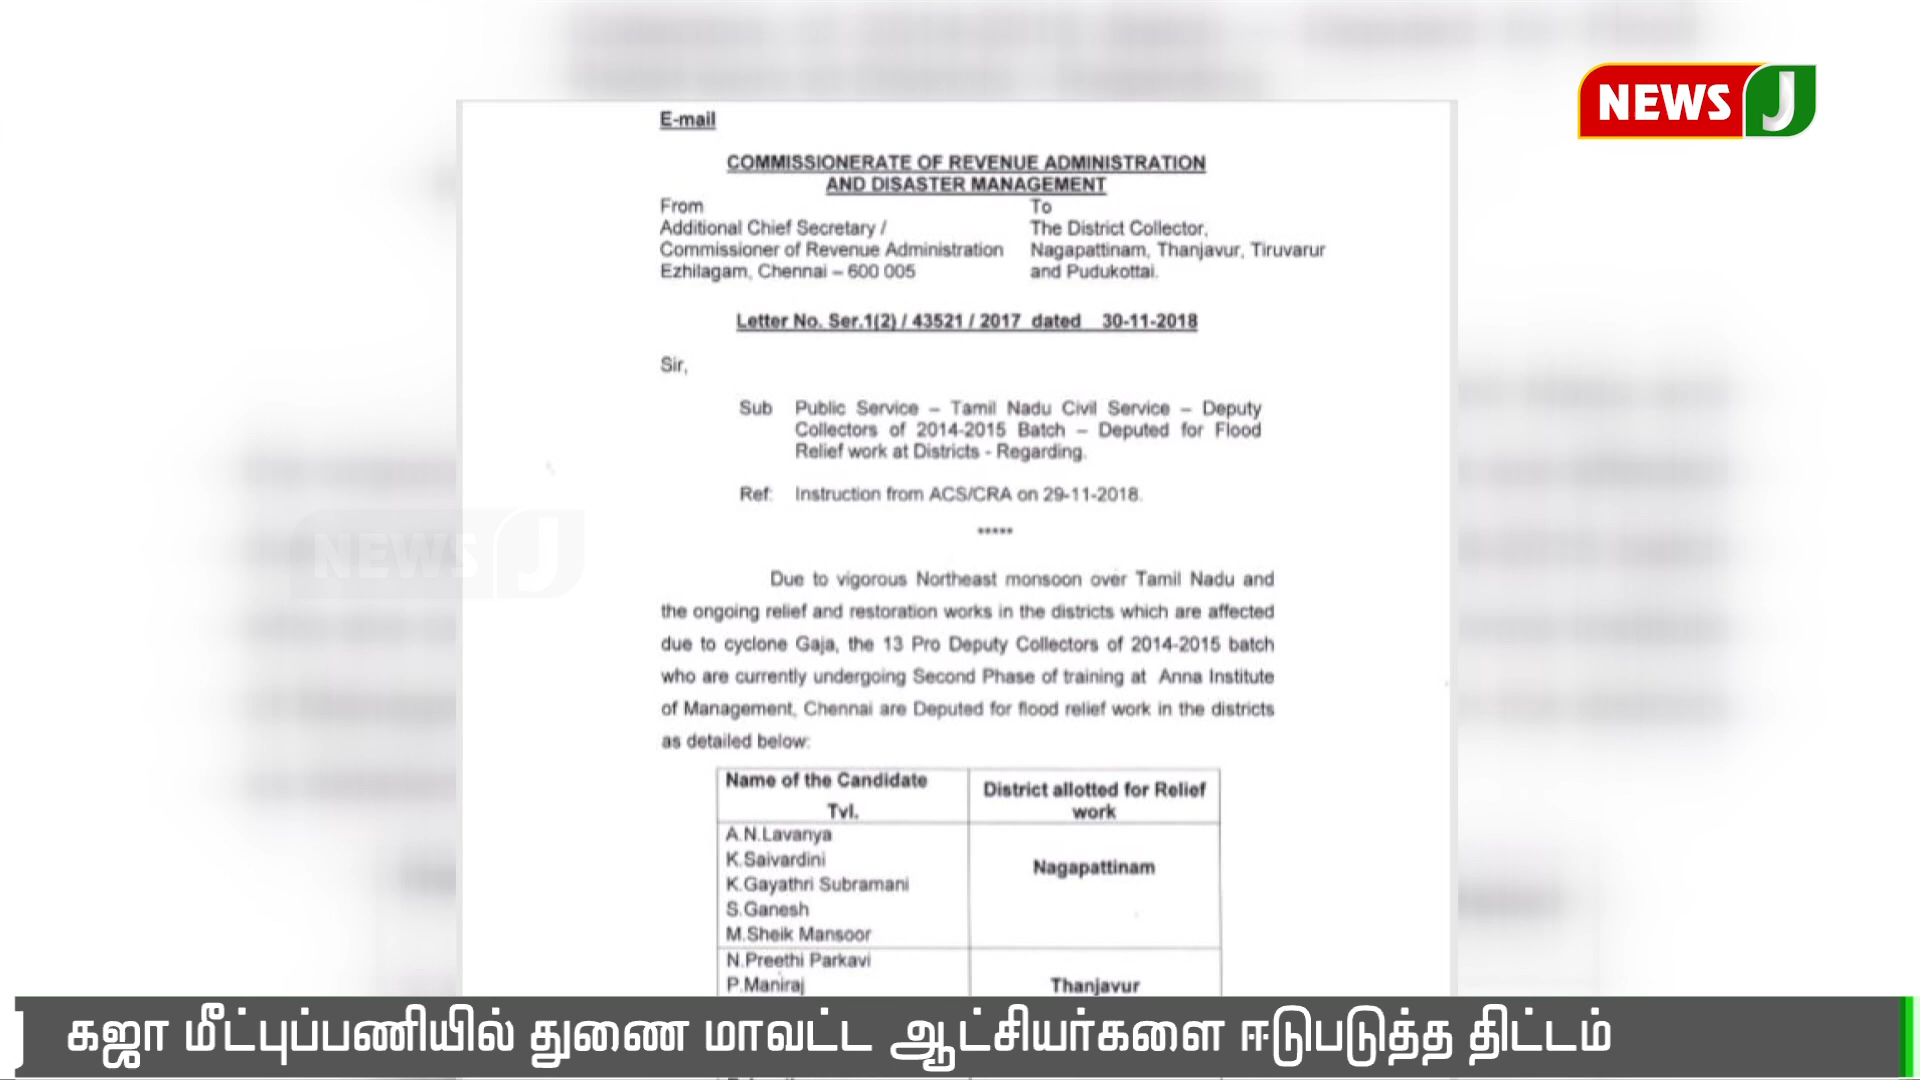 NEWS J
E-mail
COMMISSIONERATE OF REVENUE ADMINISTRATION
AND DISASTER MANAGEMENT
From
Additional Chief Secretary /
Commissioner of Revenue Administration
Ezhilagam, Chennai – 600 005
To
The District Collector,
Nagapattinam, Thanjavur, Tiruvarur
and Pudukottai.
Letter No. Ser.1(2) / 43521 / 2017 dated 30-11-2018
Sir,
Sub Public Service – Tamil Nadu Civil Service – Deputy
Collectors of 2014-2015 Batch – Deputed for Flood
Relief work at Districts - Regarding.
Ref: Instruction from ACS/CRA on 29-11-2018.
*****
NEWS J
Due to vigorous Northeast monsoon over Tamil Nadu and
the ongoing relief and restoration works in the districts which are affected
due to cyclone Gaja, the 13 Pro Deputy Collectors of 2014-2015 batch
who are currently undergoing Second Phase of training at Anna Institute
of Management, Chennai are Deputed for flood relief work in the districts
as detailed below:
Name of the Candidate
Tvl.
District allotted for Relief
work
A.N.Lavanya
K.Saivardini
K.Gayathri Subramani
S.Ganesh
M.Sheik Mansoor
Nagapattinam
N.Preethi Parkavi
P.Maniraj
Thanjavur
கஜா மீட்புப்பணியில் துணை மாவட்ட ஆட்சியர்களை ஈடுபடுத்த திட்டம்